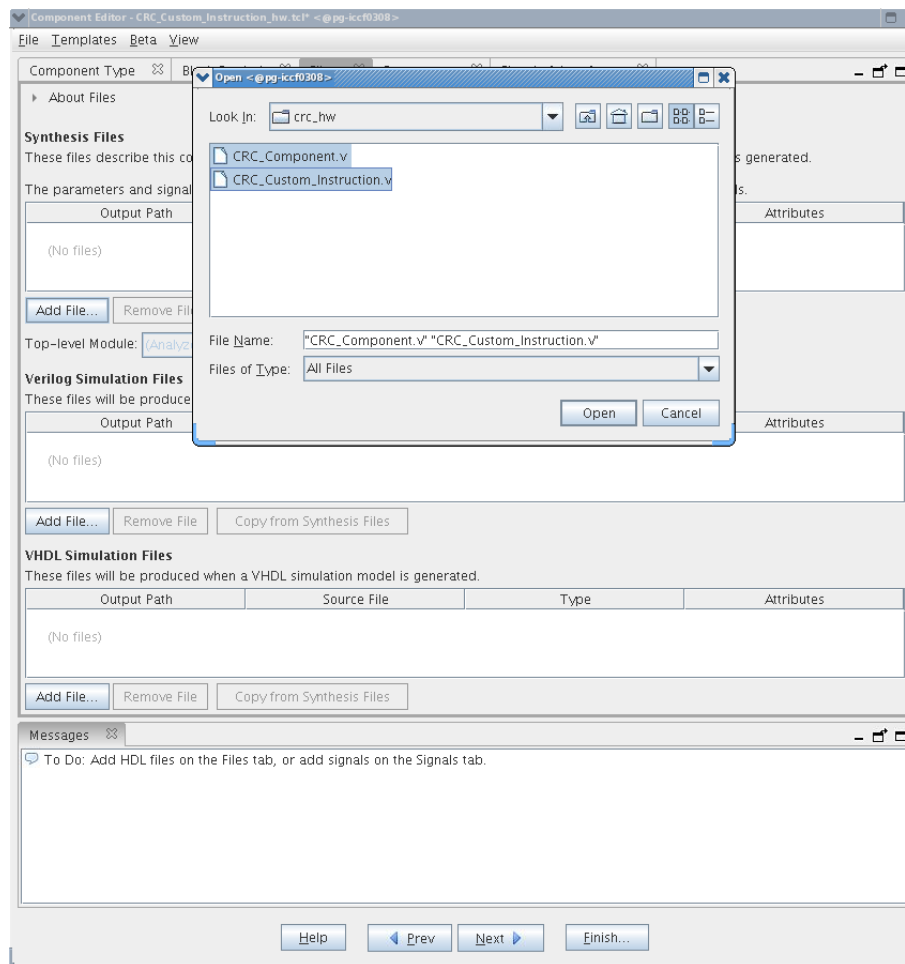 Component Editor - CRC_Custom_Instruction_hw.tcl* <@pg-iccf0308>
File Templates Beta View
Component Type
Open <@pg-iccf0308>
About Files
Look In: crc_hw
Synthesis Files
These files describe this co
s generated.
CRC_Component.v
CRC_Custom_Instruction.v
The parameters and signal
ls.
Output Path
Attributes
(No files)
Add File...
Remove Fil
Top-level Module: (Analyz
File Name: "CRC_Component.v" "CRC_Custom_Instruction.v"
Files of Type: All Files
Verilog Simulation Files
These files will be produce
Open
Cancel
Output Path
Attributes
(No files)
Add File...
Remove File
Copy from Synthesis Files
VHDL Simulation Files
These files will be produced when a VHDL simulation model is generated.
Output Path Source File Type Attributes
(No files)
Add File...
Remove File
Copy from Synthesis Files
Messages
To Do: Add HDL files on the Files tab, or add signals on the Signals tab.
Help
Prev
Next
Finish...